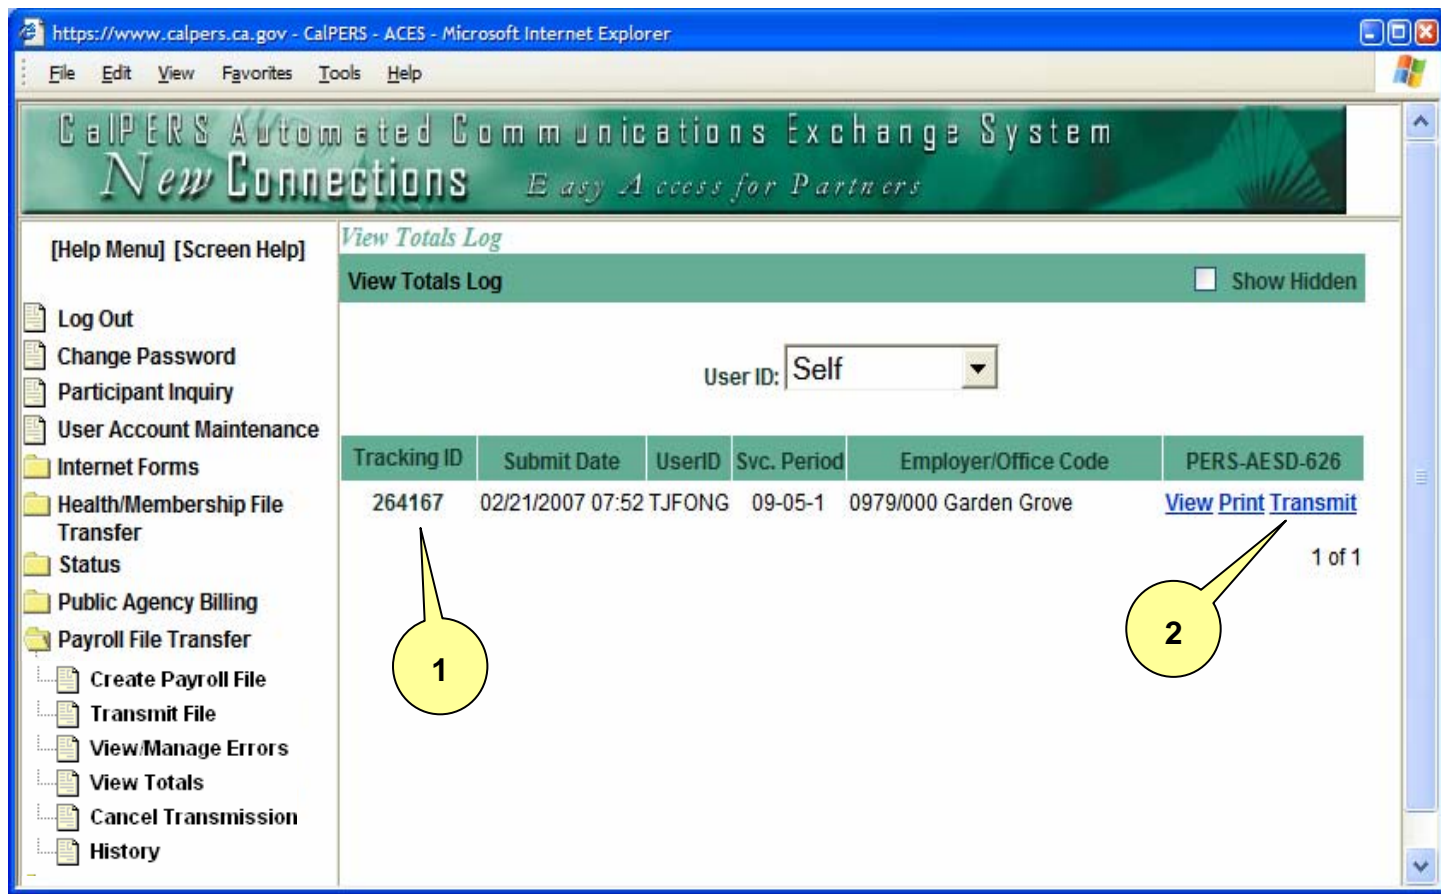 https://www.calpers.ca.gov - CalPERS - ACES - Microsoft Internet Explorer
File Edit View Favorites Tools Help
CalPERS Automated Communications Exchange System
New Connections Easy Access for Partners
[Help Menu] [Screen Help]
Log Out
Change Password
Participant Inquiry
User Account Maintenance
Internet Forms
Health/Membership File
Transfer
Status
Public Agency Billing
Payroll File Transfer
Create Payroll File
Transmit File
View/Manage Errors
View Totals
Cancel Transmission
History
View Totals Log
View Totals Log Show Hidden
User ID: Self
Tracking ID Submit Date UserID Svc. Period Employer/Office Code PERS-AESD-626
264167 02/21/2007 07:52 TJFONG 09-05-1 0979/000 Garden Grove View Print Transmit
1 of 1
1
2